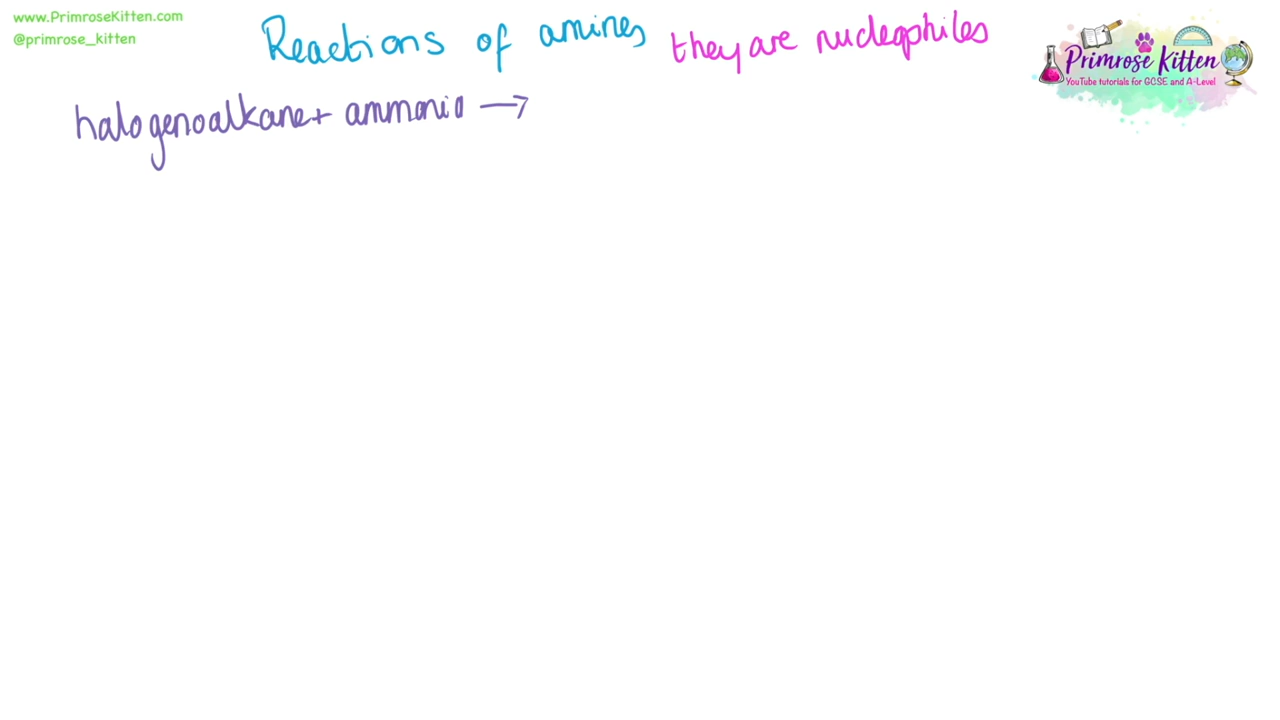 www.PrimroseKitten.com
@primrose_kitten
Reactions of amines they are nucleophiles
Primrose Kitten
YouTube tutorials for GCSE and A-Level
halogenoalkane + ammonia →